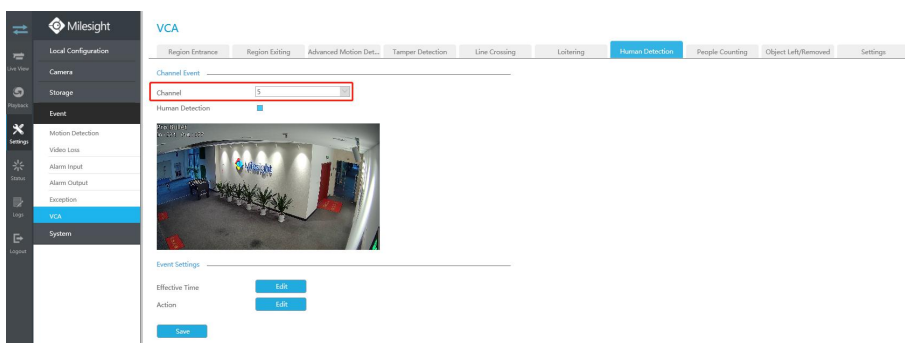 Milesight
VCA
Local Configuration
Region Entrance
Region Exiting
Advanced Motion Det...
Tamper Detection
Line Crossing
Loitering
Human Detection
People Counting
Object Left/Removed
Settings
Live View
Camera
Channel Event
Playback
Storage
Channel
5
Event
Human Detection
Settings
Motion Detection
Pro Bullet
Video Loss
Milesight
Status
Alarm Input
Alarm Output
Logs
Exception
VCA
Logout
System
Event Settings
Effective Time
Edit
Action
Edit
Save